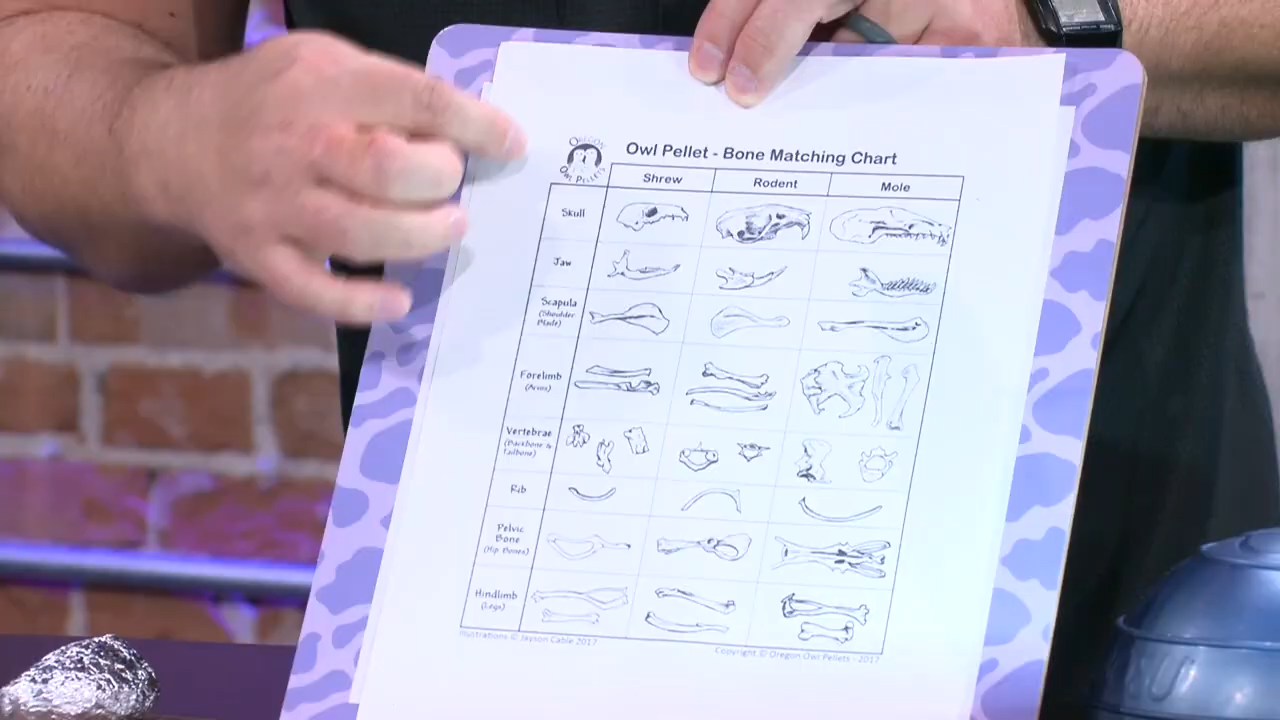 OREGON
OWL PELLETS
Owl Pellet - Bone Matching Chart
Shrew Rodent Mole
Skull
Jaw
Scapula
(Shoulder
Blade)
Forelimb
(Arms)
Vertebrae
(Backbone &
Tailbone)
Rib
Pelvic
Bone
(Hip Bones)
Hindlimb
(Legs)
Illustrations © Jayson Cable 2017
Copyright © Oregon Owl Pellets - 2017